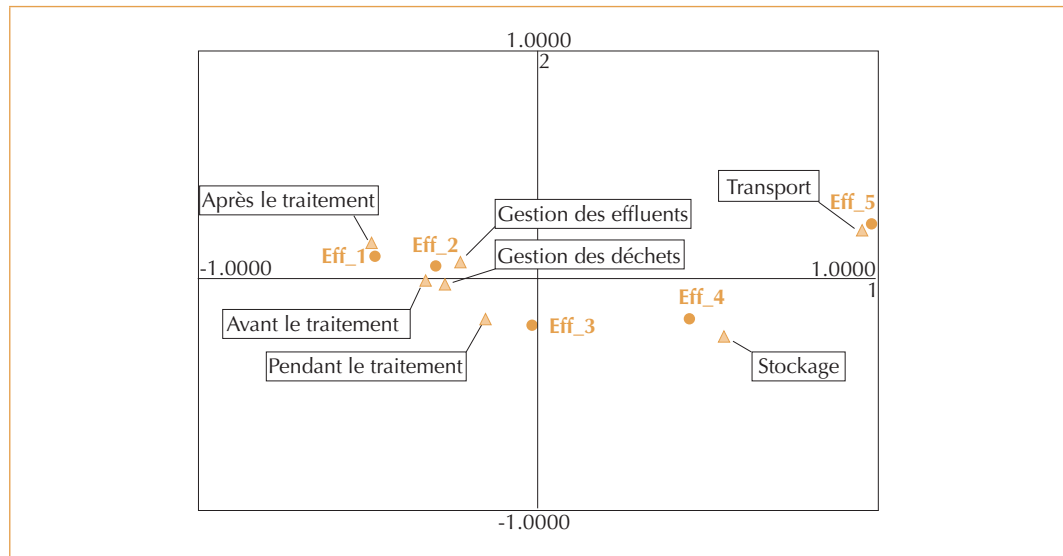 1.0000
2
Transport
Après le traitement
Eff_5
Gestion des effluents
Eff_2
Eff_1
Gestion des déchets
-1.0000
1.0000
1
Eff_4
Avant le traitement
Eff_3
Pendant le traitement
Stockage
-1.0000